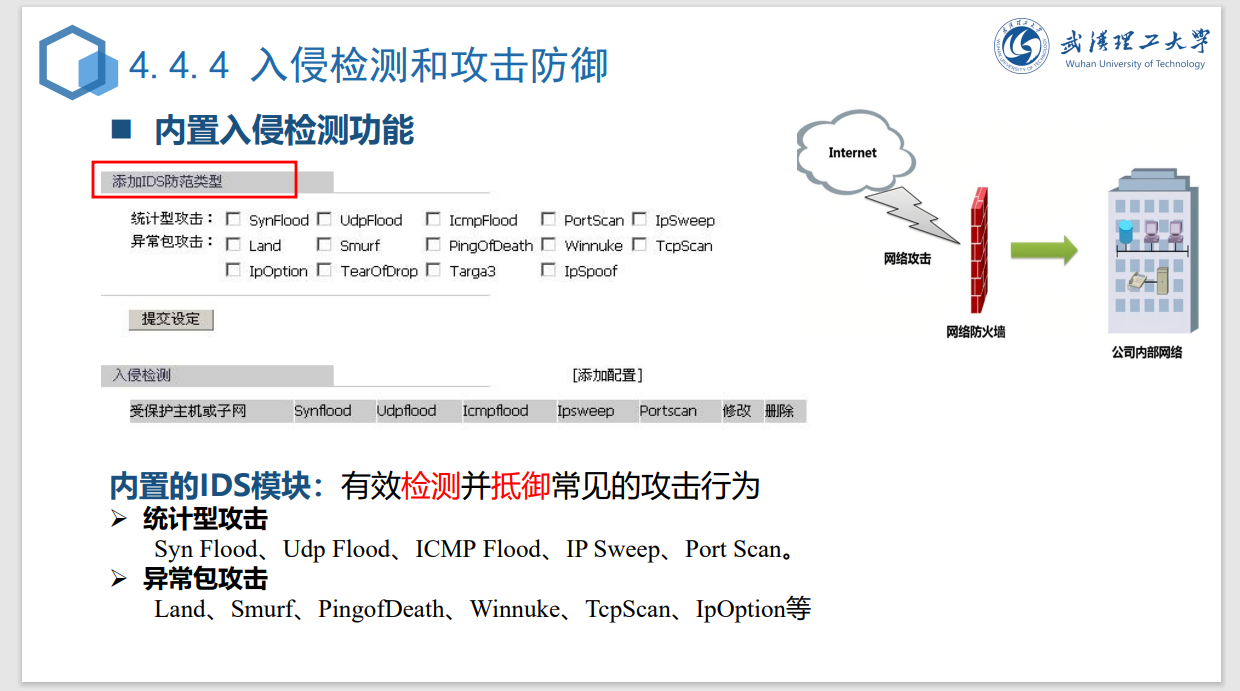 4.4.4 入侵检测和攻击防御
武汉理工大学
Wuhan University of Technology
■ 内置入侵检测功能
添加IDS防范类型
统计型攻击： SynFlood UdpFlood IcmpFlood PortScan IpSweep
异常包攻击： Land Smurf PingOfDeath Winnuke TcpScan
IpOption TearOfDrop Targa3 IpSpoof
提交设定
入侵检测 [添加配置]
受保护主机或子网 Synflood Udpflood Icmpflood Ipsweep Portscan 修改 删除
Internet
网络攻击
网络防火墙
公司内部网络
内置的IDS模块：有效检测并抵御常见的攻击行为
➢ 统计型攻击
Syn Flood、Udp Flood、ICMP Flood、IP Sweep、Port Scan。
➢ 异常包攻击
Land、Smurf、PingofDeath、Winnuke、TcpScan、IpOption等